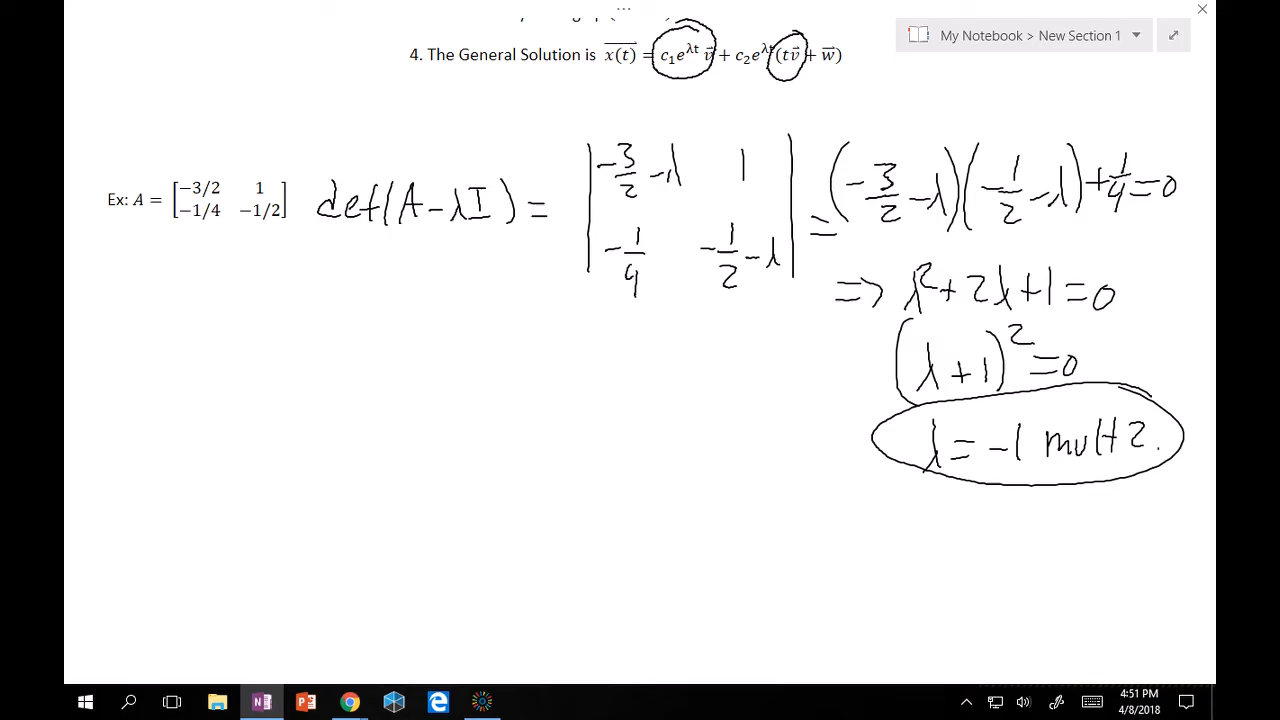 My Notebook > New Section 1
4. The General Solution is x(t) = c₁e^λt v + c₂e^λt(tv + w)
Ex: A = [−3/2 1
−1/4 −1/2]
det(A-λI) = | -3/2 -λ 1
-1/4 -1/2 -λ |
= (-3/2 -λ)(-1/2 -λ)+1/4=0
=> λ²+2λ+1=0
(λ+1)²=0
λ=-1 mult 2.
4:51 PM
4/8/2018